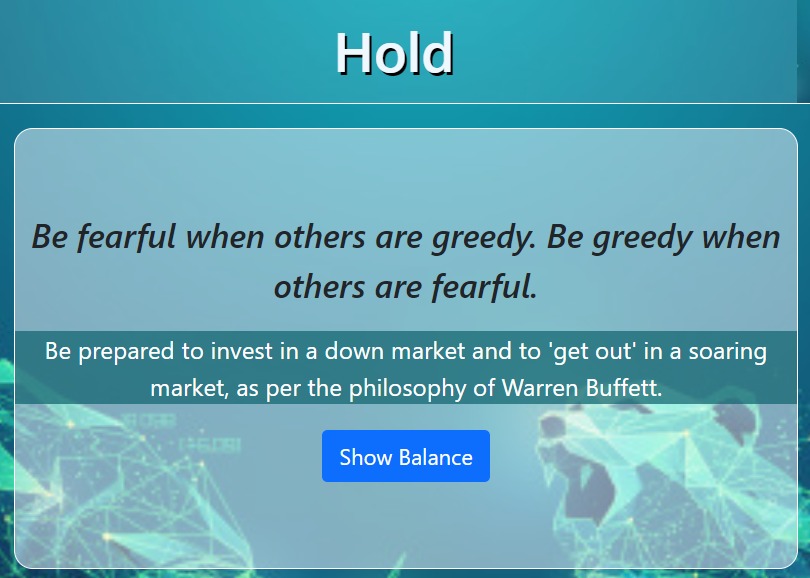 Hold
Be fearful when others are greedy. Be greedy when
others are fearful.
Be prepared to invest in a down market and to 'get out' in a soaring
market, as per the philosophy of Warren Buffett.
Show Balance